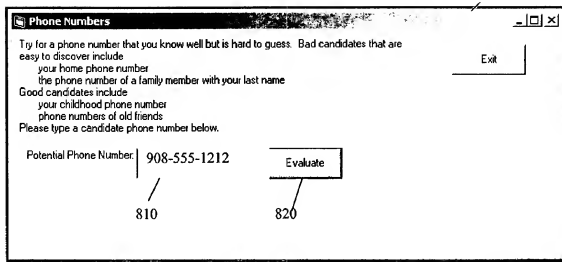 Phone Numbers
Try for a phone number that you know well but is hard to guess. Bad candidates that are
easy to discover include
your home phone number
the phone number of a family member with your last name
Good candidates include
your childhood phone number
phone numbers of old friends
Please type a candidate phone number below.
Exit
Potential Phone Number: 908-555-1212 Evaluate
810 820